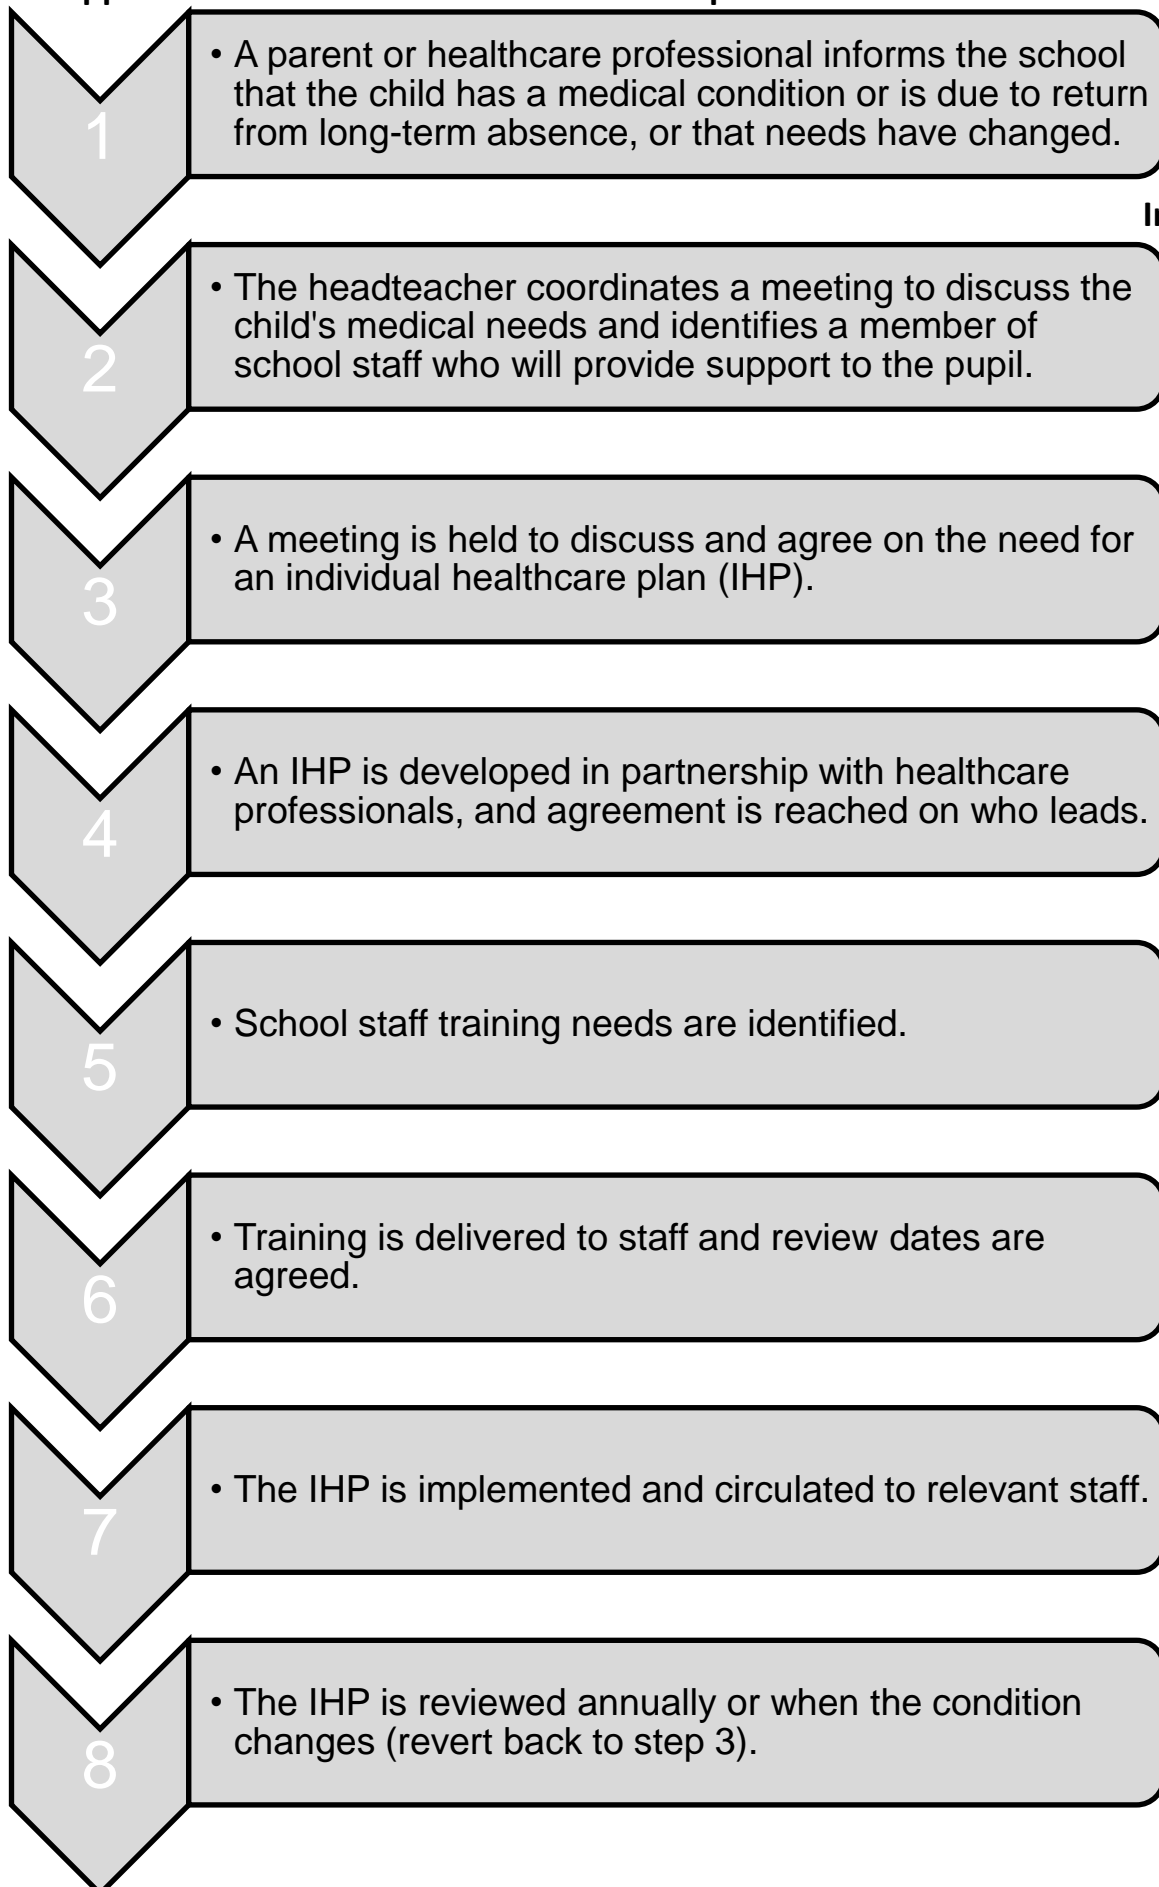 1
• A parent or healthcare professional informs the school
that the child has a medical condition or is due to return
from long-term absence, or that needs have changed.
2
• The headteacher coordinates a meeting to discuss the
child's medical needs and identifies a member of
school staff who will provide support to the pupil.
3
• A meeting is held to discuss and agree on the need for
an individual healthcare plan (IHP).
4
• An IHP is developed in partnership with healthcare
professionals, and agreement is reached on who leads.
5
• School staff training needs are identified.
6
• Training is delivered to staff and review dates are
agreed.
7
• The IHP is implemented and circulated to relevant staff.
8
• The IHP is reviewed annually or when the condition
changes (revert back to step 3).